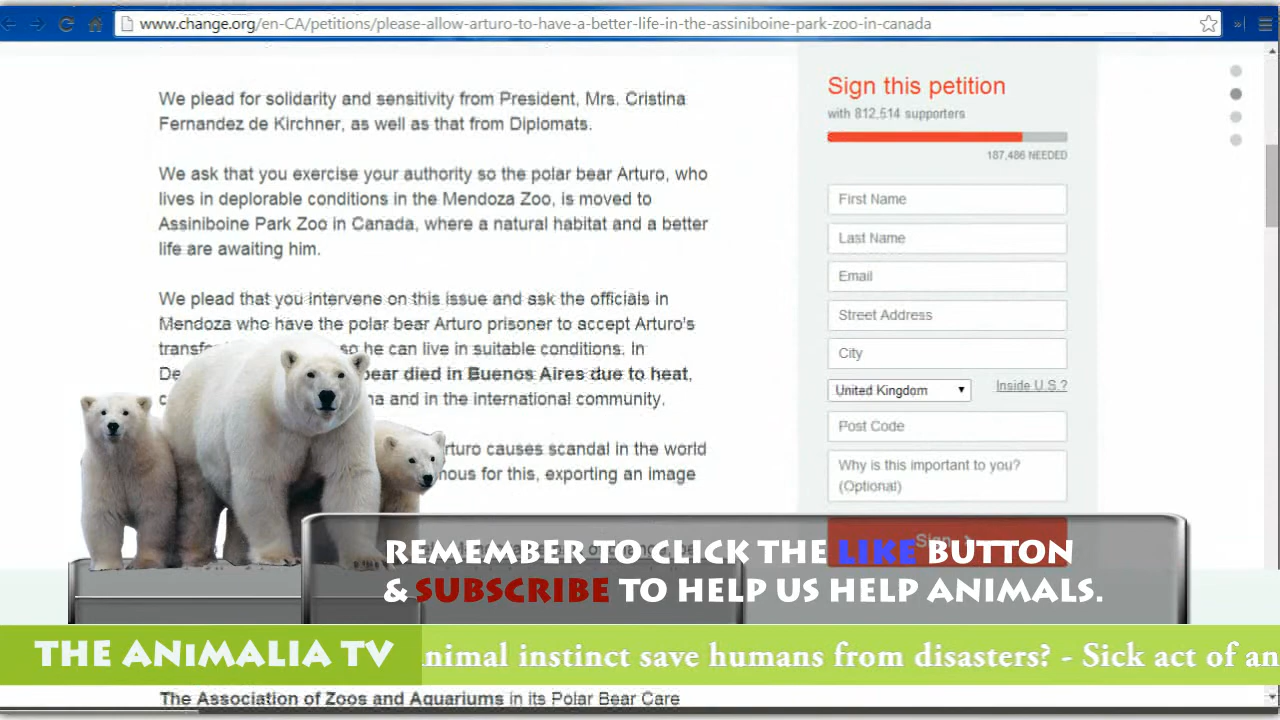 www.change.org/en-CA/petitions/please-allow-arturo-to-have-a-better-life-in-the-assiniboine-park-zoo-in-canada
We plead for solidarity and sensitivity from President, Mrs. Cristina
Fernandez de Kirchner, as well as that from Diplomats.
We ask that you exercise your authority so the polar bear Arturo, who
lives in deplorable conditions in the Mendoza Zoo, is moved to
Assiniboine Park Zoo in Canada, where a natural habitat and a better
life are awaiting him.
We plead that you intervene on this issue and ask the officials in
Mendoza who have the polar bear Arturo prisoner to accept Arturo's
so he can live in suitable conditions. In
bear died in Buenos Aires due to heat,
and in the international community.
Arturo causes scandal in the world
for this, exporting an image
Sign this petition
with 812,514 supporters
187,486 NEEDED
First Name
Last Name
Email
Street Address
City
United Kingdom
Inside U.S.?
Post Code
Why is this important to you?
(Optional)
Sign
REMEMBER TO CLICK THE LIKE BUTTON
& SUBSCRIBE TO HELP US HELP ANIMALS.
THE ANiMALIA TV
nimal instinct save humans from disasters? - Sick act of an
The Association of Zoos and Aquariums in its Polar Bear Care